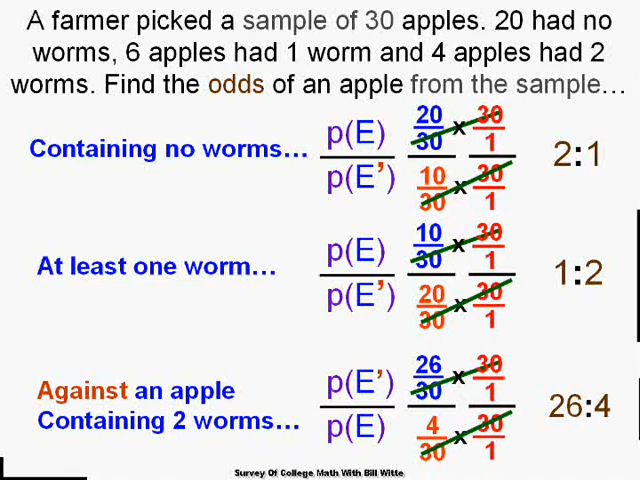 A farmer picked a sample of 30 apples. 20 had no
worms, 6 apples had 1 worm and 4 apples had 2
worms. Find the odds of an apple from the sample…
Containing no worms…
p(E)
p(E’)
20
30
x
30
1
10
30
x
30
1
2:1
At least one worm…
p(E)
p(E’)
10
30
x
30
1
20
30
x
30
1
1:2
Against an apple
Containing 2 worms…
p(E’)
p(E)
26
30
x
30
1
4
30
x
30
1
26:4
Survey Of College Math With Bill Witte